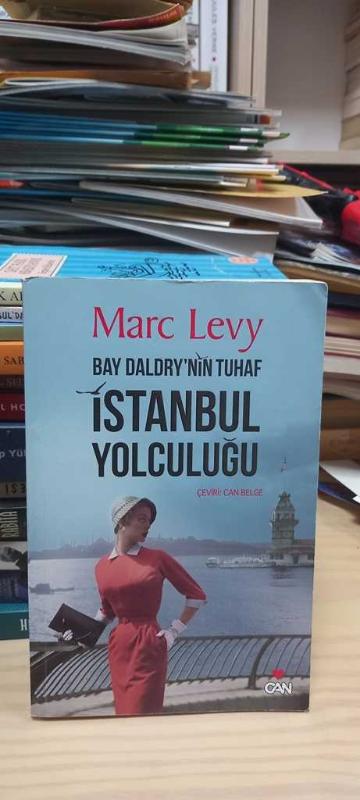 Marc Levy
BAY DALDRY'NİN TUHAF
İSTANBUL
YOLCULUĞU
ÇEVİRİ: CAN BELGE
CAN